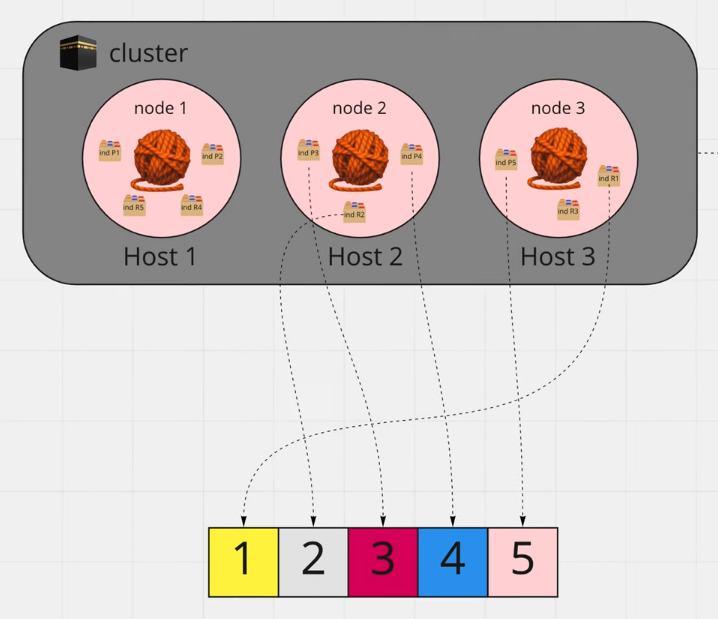 cluster
node 1
ind P1
ind P2
ind R5
ind R4
Host 1
node 2
ind P3
ind P4
ind R2
Host 2
node 3
ind P5
ind R1
ind R3
Host 3
1 2 3 4 5